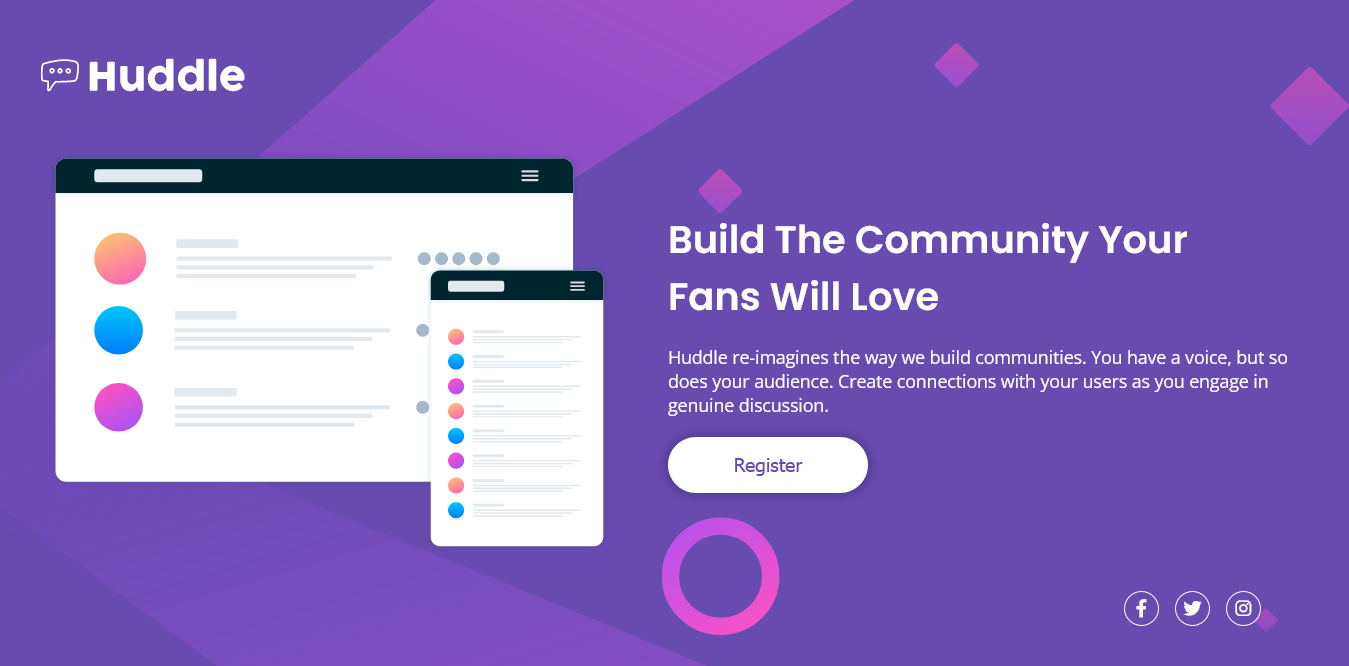 Huddle
Build The Community Your
Fans Will Love
Huddle re-imagines the way we build communities. You have a voice, but so
does your audience. Create connections with your users as you engage in
genuine discussion.
Register